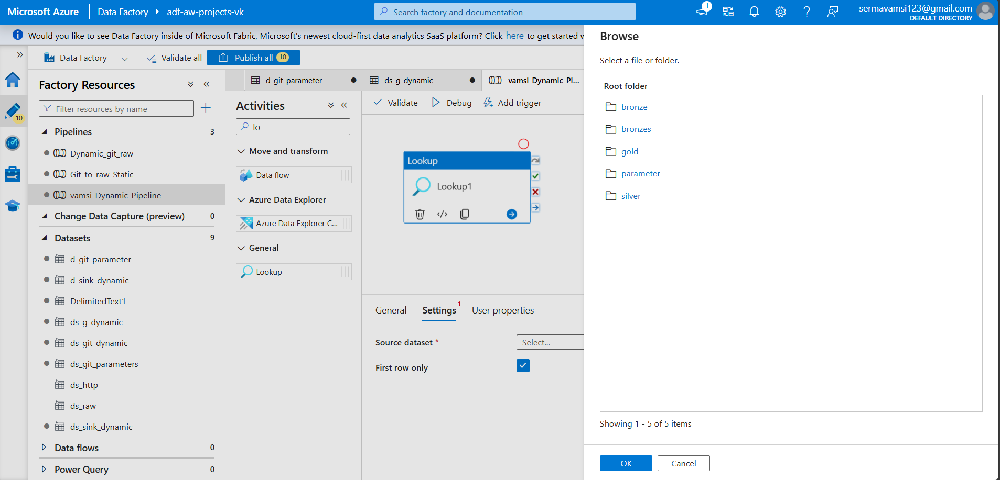 Microsoft Azure
Data Factory
adf-aw-projects-vk
Search factory and documentation
1
sermavamsi123@gmail.com
DEFAULT DIRECTORY
Would you like to see Data Factory inside of Microsoft Fabric, Microsoft's newest cloud-first data analytics SaaS platform? Click here to get started w
Data Factory
Validate all
Publish all 10
10
Factory Resources
Filter resources by name
Pipelines 3
Dynamic_git_raw
Git_to_raw_Static
vamsi_Dynamic_Pipeline
Change Data Capture (preview) 0
Datasets 9
d_git_parameter
d_sink_dynamic
DelimitedText1
ds_g_dynamic
ds_git_dynamic
ds_git_parameters
ds_http
ds_raw
ds_sink_dynamic
Data flows 0
Power Query 0
d_git_parameter
ds_g_dynamic
vamsi_Dynamic_Pi...
Activities
lo
Move and transform
Data flow
Azure Data Explorer
Azure Data Explorer C...
General
Lookup
Validate
Debug
Add trigger
Lookup
Lookup1
General
Settings 1
User properties
Source dataset *
Select...
First row only
Browse
Select a file or folder.
Root folder
bronze
bronzes
gold
parameter
silver
Showing 1 - 5 of 5 items
OK
Cancel